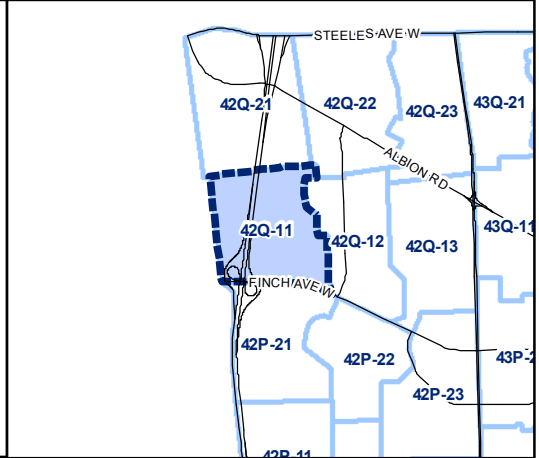 STEELES AVE W
42Q-21
42Q-22
42Q-23
43Q-21
ALBION RD
42Q-11
42Q-12
42Q-13
43Q-11
FINCH AVE W
42P-21
42P-22
43P-2
42P-23
42P-11